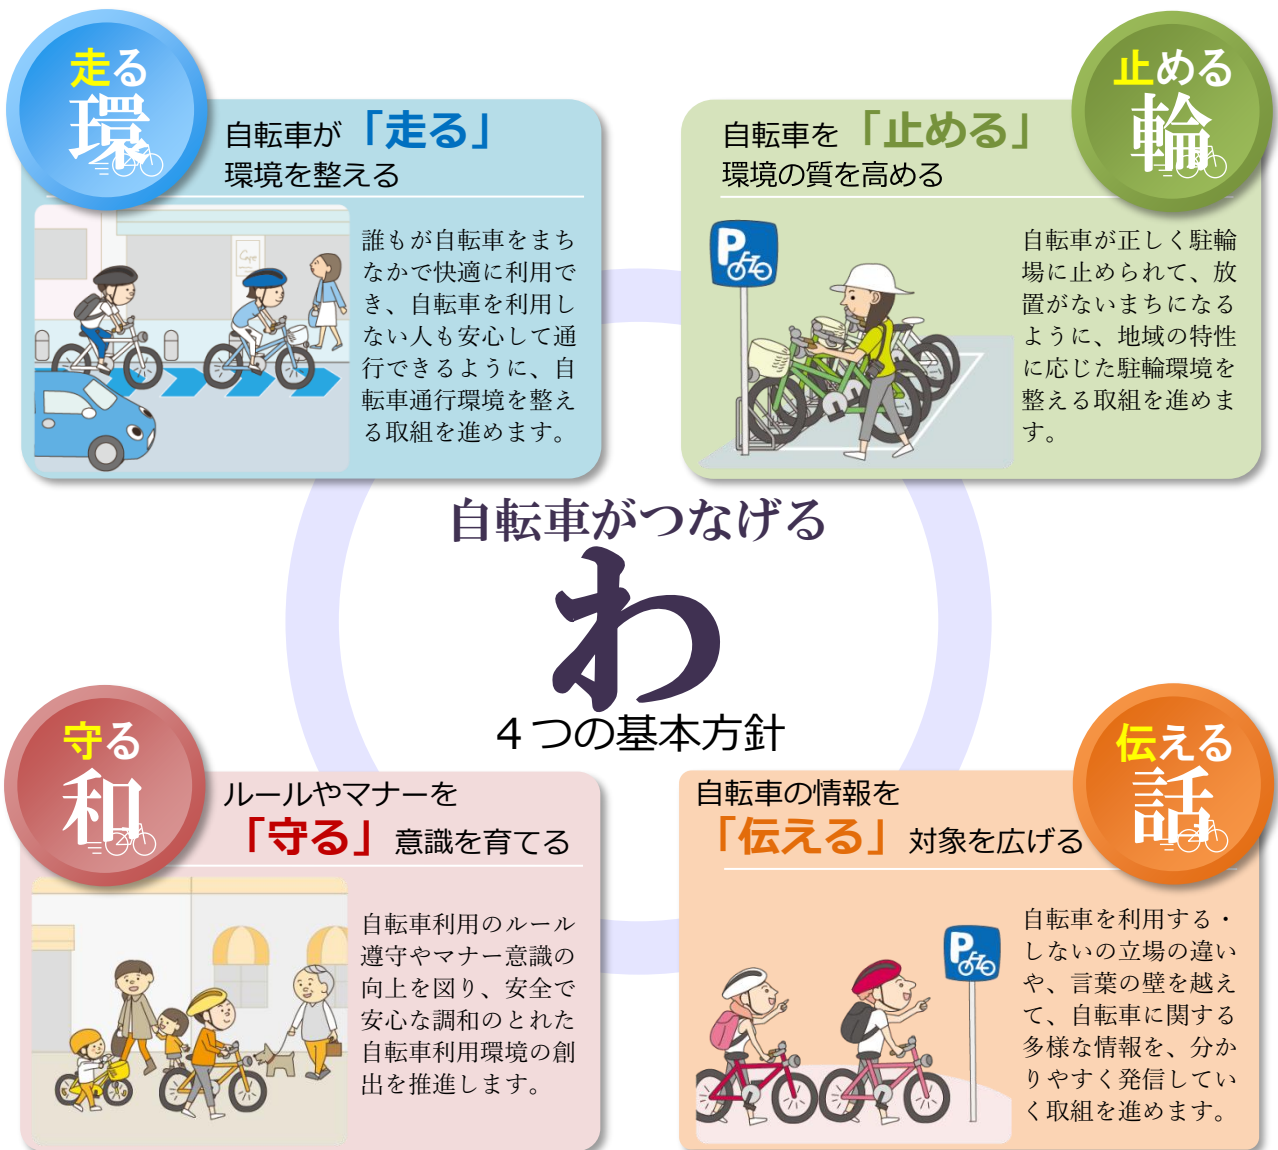 走る
環
自転車が「走る」
環境を整える
Cafe
誰もが自転車をまち
なかで快適に利用で
き、自転車を利用し
ない人も安心して通
行できるように、自
転車通行環境を整え
る取組を進めます。
止める
輪
自転車を「止める」
環境の質を高める
P
自転車が正しく駐輪
場に止められて、放
置がないまちになる
ように、地域の特性
に応じた駐輪環境を
整える取組を進めま
す。
自転車がつなげる
わ
4つの基本方針
守る
和
ルールやマナーを
「守る」意識を育てる
自転車利用のルール
遵守やマナー意識の
向上を図り、安全で
安心な調和のとれた
自転車利用環境の創
出を推進します。
伝える
話
自転車の情報を
「伝える」対象を広げる
P
自転車を利用する・
しないの立場の違い
や、言葉の壁を越え
て、自転車に関する
多様な情報を、分か
りやすく発信してい
く取組を進めます。